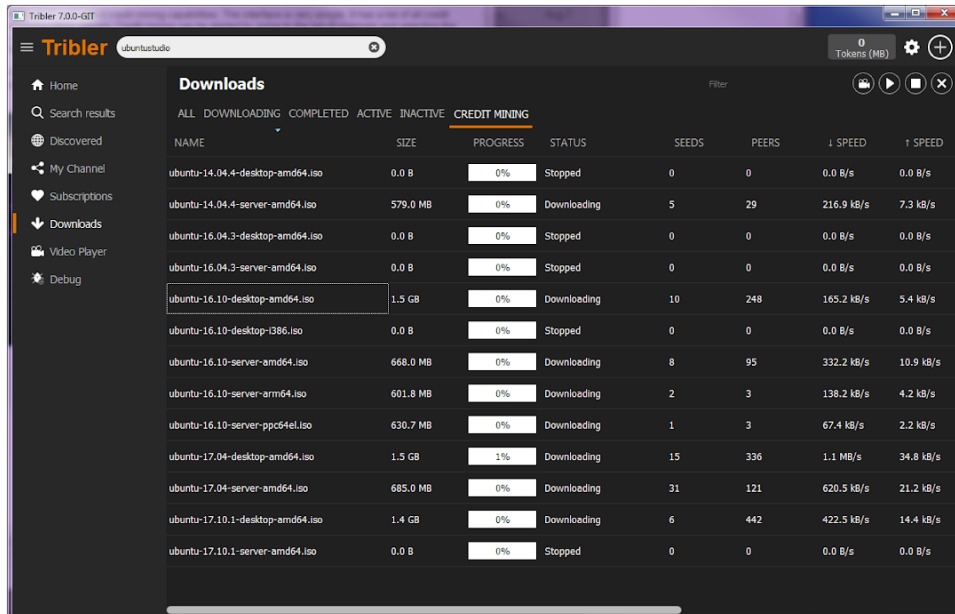 Tribler 7.0.0-GIT
Tribler ubuntustudio 0
Tokens (MB)
Home
Search results
Discovered
My Channel
Subscriptions
Downloads
Video Player
Debug
Downloads Filter
ALL DOWNLOADING COMPLETED ACTIVE INACTIVE CREDIT MINING
NAME SIZE PROGRESS STATUS SEEDS PEERS ↓ SPEED ↑ SPEED
ubuntu-14.04.4-desktop-amd64.iso 0.0 B 0% Stopped 0 0 0.0 B/s 0.0 B/s
ubuntu-14.04.4-server-amd64.iso 579.0 MB 0% Downloading 5 29 216.9 kB/s 7.3 kB/s
ubuntu-16.04.3-desktop-amd64.iso 0.0 B 0% Stopped 0 0 0.0 B/s 0.0 B/s
ubuntu-16.04.3-server-amd64.iso 0.0 B 0% Stopped 0 0 0.0 B/s 0.0 B/s
ubuntu-16.10-desktop-amd64.iso 1.5 GB 0% Downloading 10 248 165.2 kB/s 5.4 kB/s
ubuntu-16.10-desktop-i386.iso 0.0 B 0% Stopped 0 0 0.0 B/s 0.0 B/s
ubuntu-16.10-server-amd64.iso 668.0 MB 0% Downloading 8 95 332.2 kB/s 10.9 kB/s
ubuntu-16.10-server-arm64.iso 601.8 MB 0% Downloading 2 3 138.2 kB/s 4.2 kB/s
ubuntu-16.10-server-ppc64el.iso 630.7 MB 0% Downloading 1 3 67.4 kB/s 2.2 kB/s
ubuntu-17.04-desktop-amd64.iso 1.5 GB 1% Downloading 15 336 1.1 MB/s 34.8 kB/s
ubuntu-17.04-server-amd64.iso 685.0 MB 0% Downloading 31 121 620.5 kB/s 21.2 kB/s
ubuntu-17.10.1-desktop-amd64.iso 1.4 GB 0% Downloading 6 442 422.5 kB/s 14.4 kB/s
ubuntu-17.10.1-server-amd64.iso 0.0 B 0% Stopped 0 0 0.0 B/s 0.0 B/s